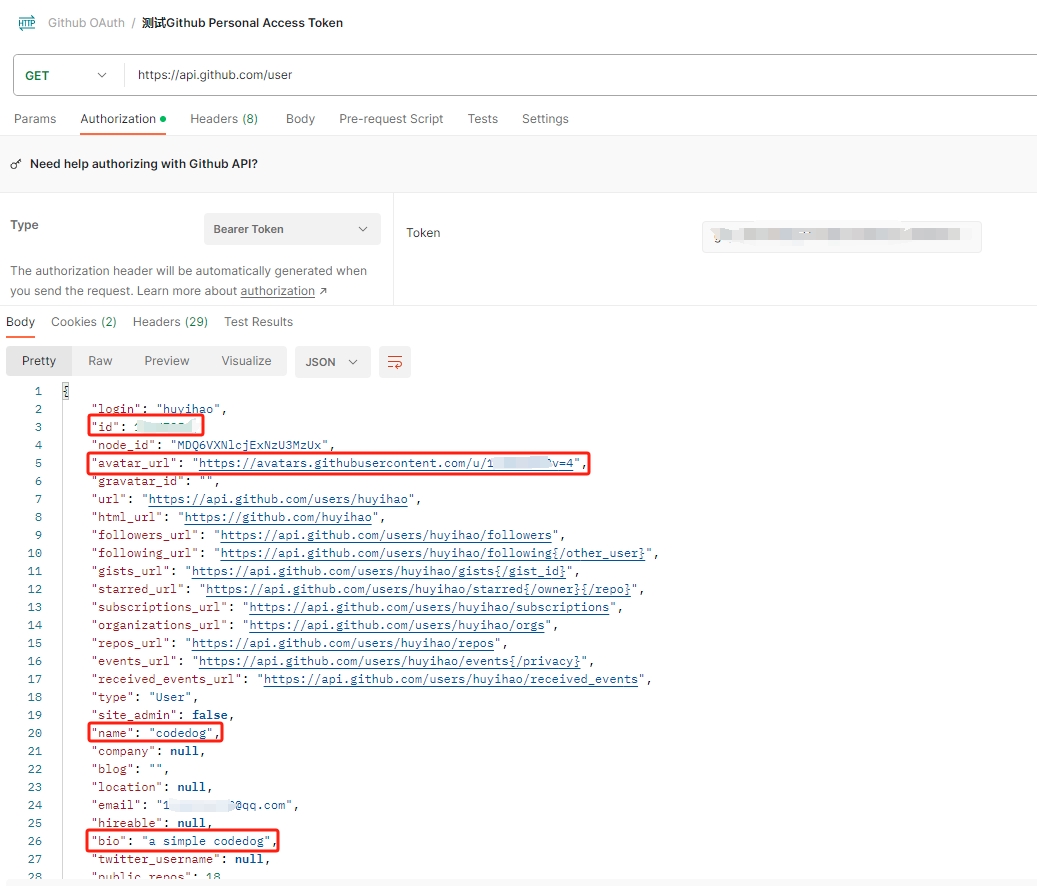 HTTP Github OAuth / 测试Github Personal Access Token
GET https://api.github.com/user
Params Authorization Headers (8) Body Pre-request Script Tests Settings
Need help authorizing with Github API?
Type Bearer Token Token
The authorization header will be automatically generated when
you send the request. Learn more about authorization ↗
Body Cookies (2) Headers (29) Test Results
Pretty Raw Preview Visualize JSON
1 {
2 "login": "huyihao",
3 "id": 1
4 "node_id": "MDQ6VXNlcjExNzU3MzUx",
5 "avatar_url": "https://avatars.githubusercontent.com/u/1 v=4",
6 "gravatar_id": "",
7 "url": "https://api.github.com/users/huyihao",
8 "html_url": "https://github.com/huyihao",
9 "followers_url": "https://api.github.com/users/huyihao/followers",
10 "following_url": "https://api.github.com/users/huyihao/following{/other_user}",
11 "gists_url": "https://api.github.com/users/huyihao/gists{/gist_id}",
12 "starred_url": "https://api.github.com/users/huyihao/starred{/owner}{/repo}",
13 "subscriptions_url": "https://api.github.com/users/huyihao/subscriptions",
14 "organizations_url": "https://api.github.com/users/huyihao/orgs",
15 "repos_url": "https://api.github.com/users/huyihao/repos",
16 "events_url": "https://api.github.com/users/huyihao/events{/privacy}",
17 "received_events_url": "https://api.github.com/users/huyihao/received_events",
18 "type": "User",
19 "site_admin": false,
20 "name": "codedog",
21 "company": null,
22 "blog": "",
23 "location": null,
24 "email": "1 @qq.com",
25 "hireable": null,
26 "bio": "a simple codedog",
27 "twitter_username": null,
28 "public_repos": 18,